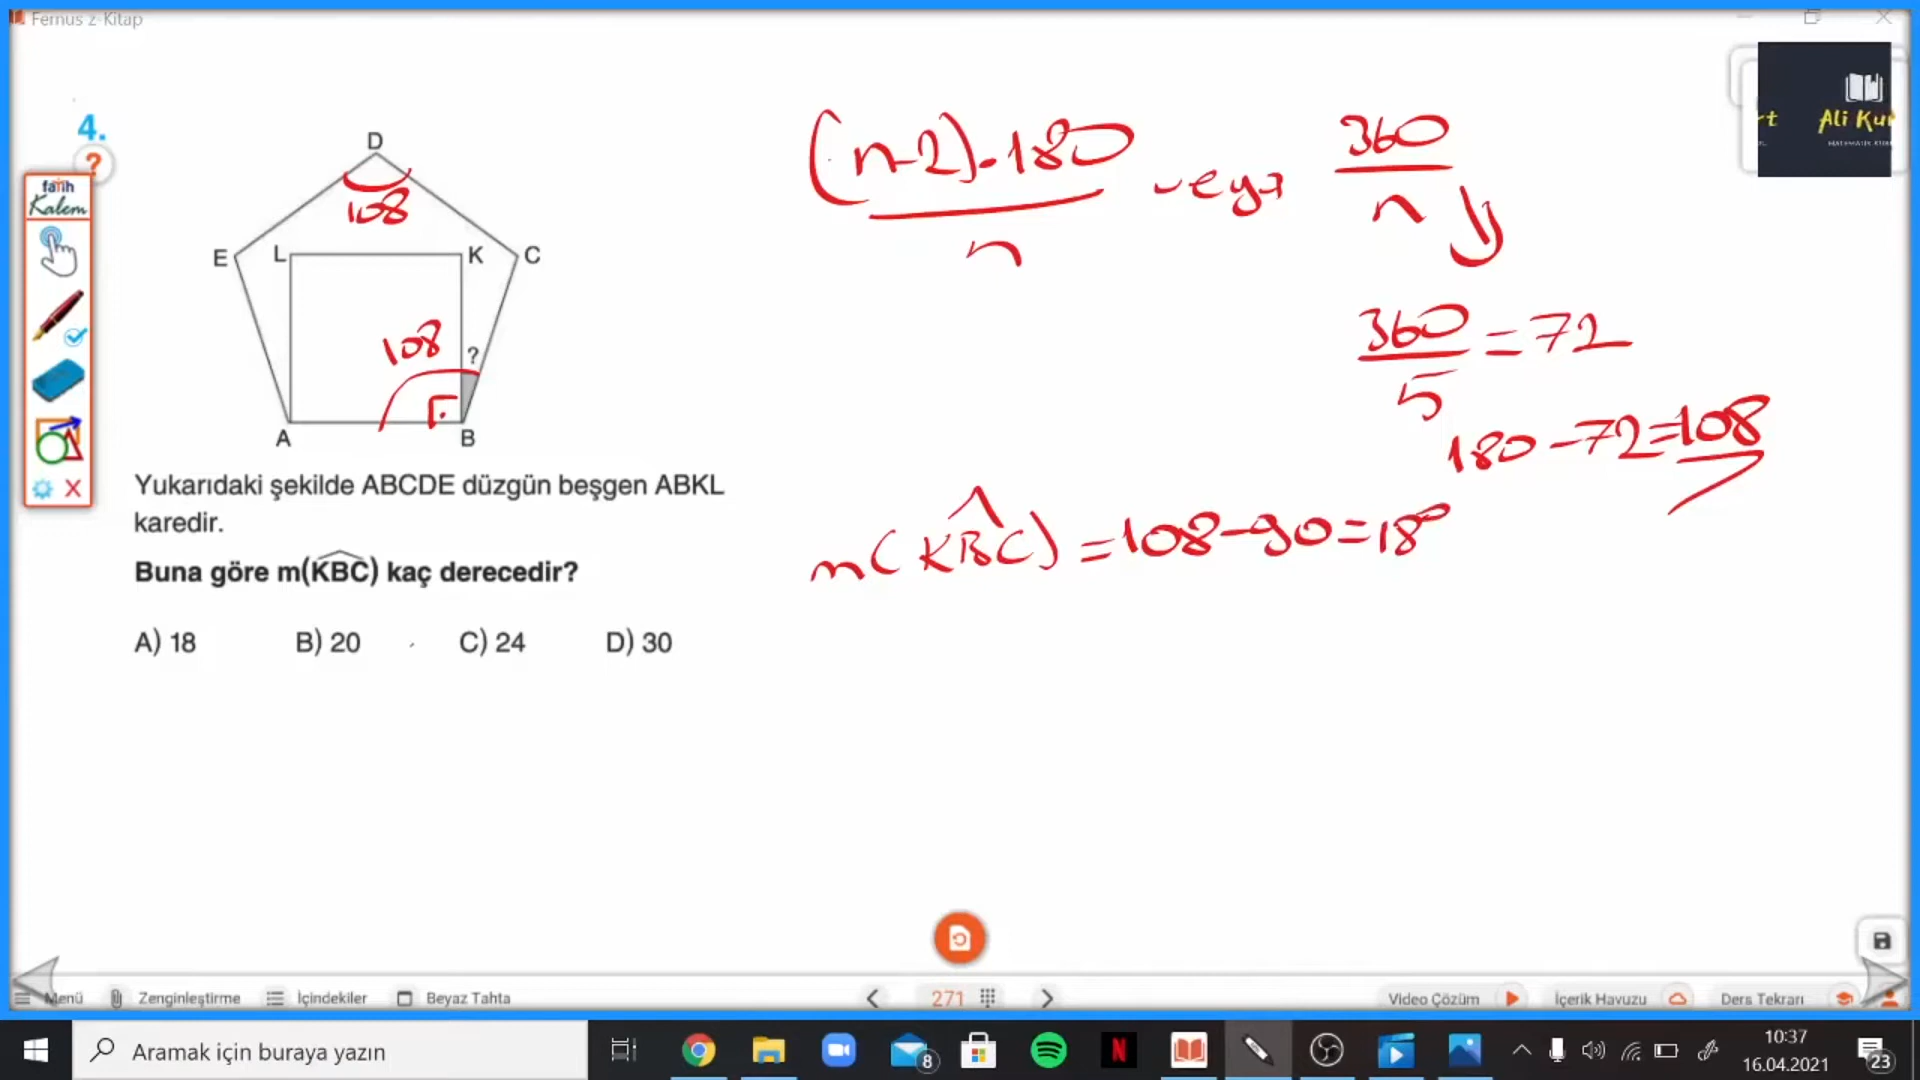 Fernus z-Kitap
4.
?
fatih
Kalem
D
108
E
L
K
C
108
?
A
B
Yukarıdaki şekilde ABCDE düzgün beşgen ABKL
karedir.
Buna göre m(KBC) kaç derecedir?
A) 18 B) 20 C) 24 D) 30
(n-2).180 veya 360
n n
360 = 72
5
180-72=108
m(KBC) = 108-90=18°
Ali Kur
Menü Zenginleştirme İçindekiler Beyaz Tahta 271 Video Çözüm İçerik Havuzu Ders Tekrarı
Aramak için buraya yazın
8
N
10:37
16.04.2021
23